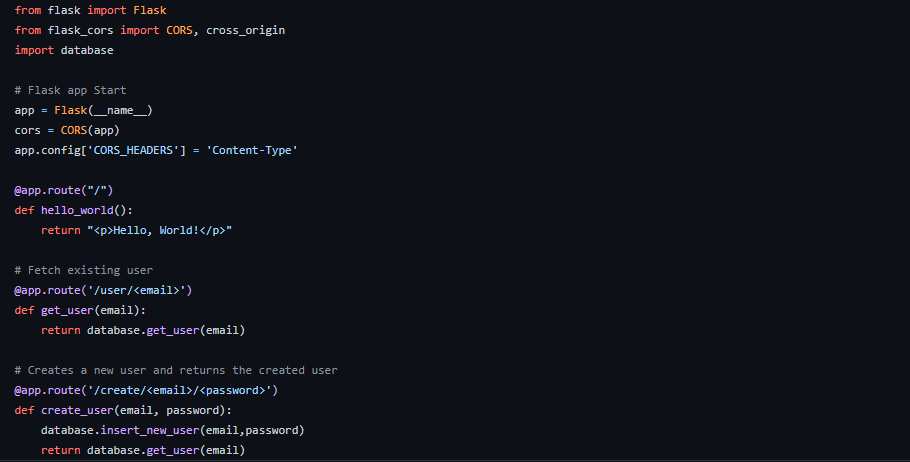 from flask import Flask
from flask_cors import CORS, cross_origin
import database

# Flask app Start
app = Flask(__name__)
cors = CORS(app)
app.config['CORS_HEADERS'] = 'Content-Type'

@app.route("/")
def hello_world():
    return "<p>Hello, World!</p>"

# Fetch existing user
@app.route('/user/<email>')
def get_user(email):
    return database.get_user(email)

# Creates a new user and returns the created user
@app.route('/create/<email>/<password>')
def create_user(email, password):
    database.insert_new_user(email,password)
    return database.get_user(email)